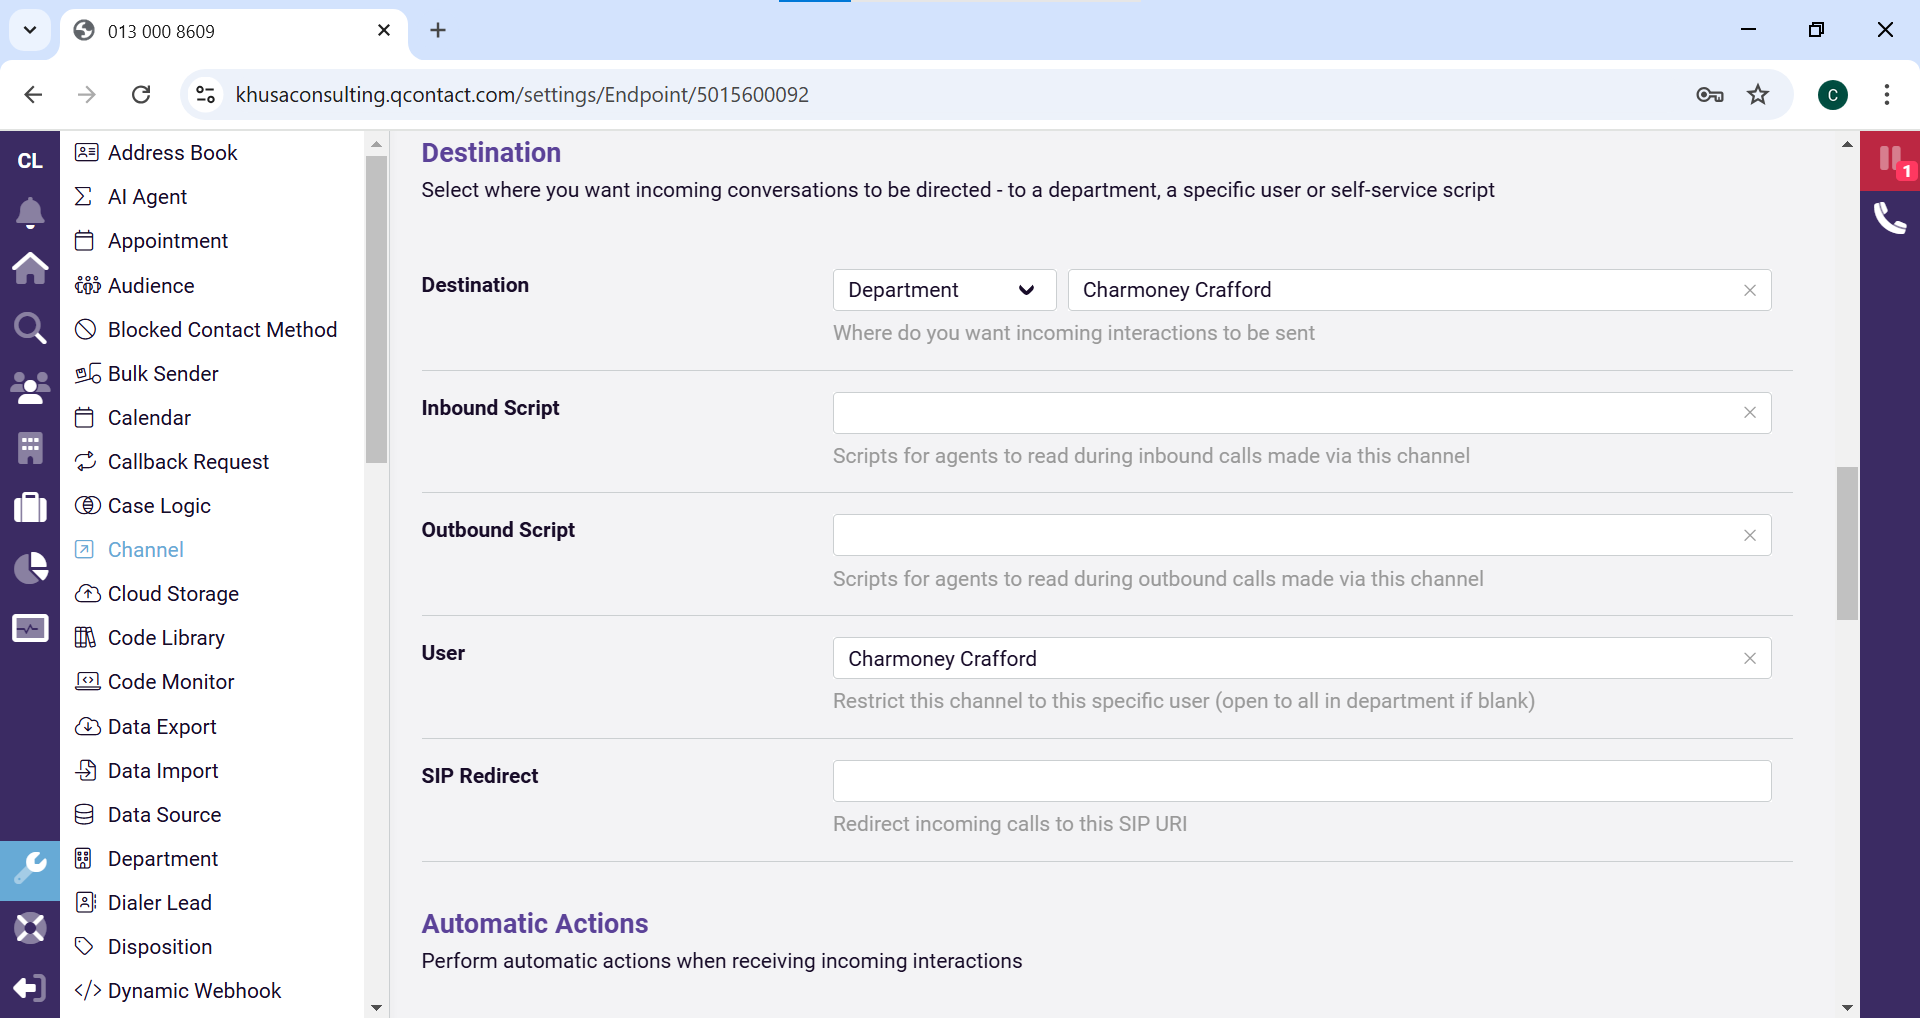 013 000 8609
khusaconsulting.qcontact.com/settings/Endpoint/5015600092
C
CL
1
Address Book
AI Agent
Appointment
Audience
Blocked Contact Method
Bulk Sender
Calendar
Callback Request
Case Logic
Channel
Cloud Storage
Code Library
Code Monitor
Data Export
Data Import
Data Source
Department
Dialer Lead
Disposition
Dynamic Webhook
Destination
Select where you want incoming conversations to be directed - to a department, a specific user or self-service script
Destination
Department
Charmoney Crafford
Where do you want incoming interactions to be sent
Inbound Script
Scripts for agents to read during inbound calls made via this channel
Outbound Script
Scripts for agents to read during outbound calls made via this channel
User
Charmoney Crafford
Restrict this channel to this specific user (open to all in department if blank)
SIP Redirect
Redirect incoming calls to this SIP URI
Automatic Actions
Perform automatic actions when receiving incoming interactions